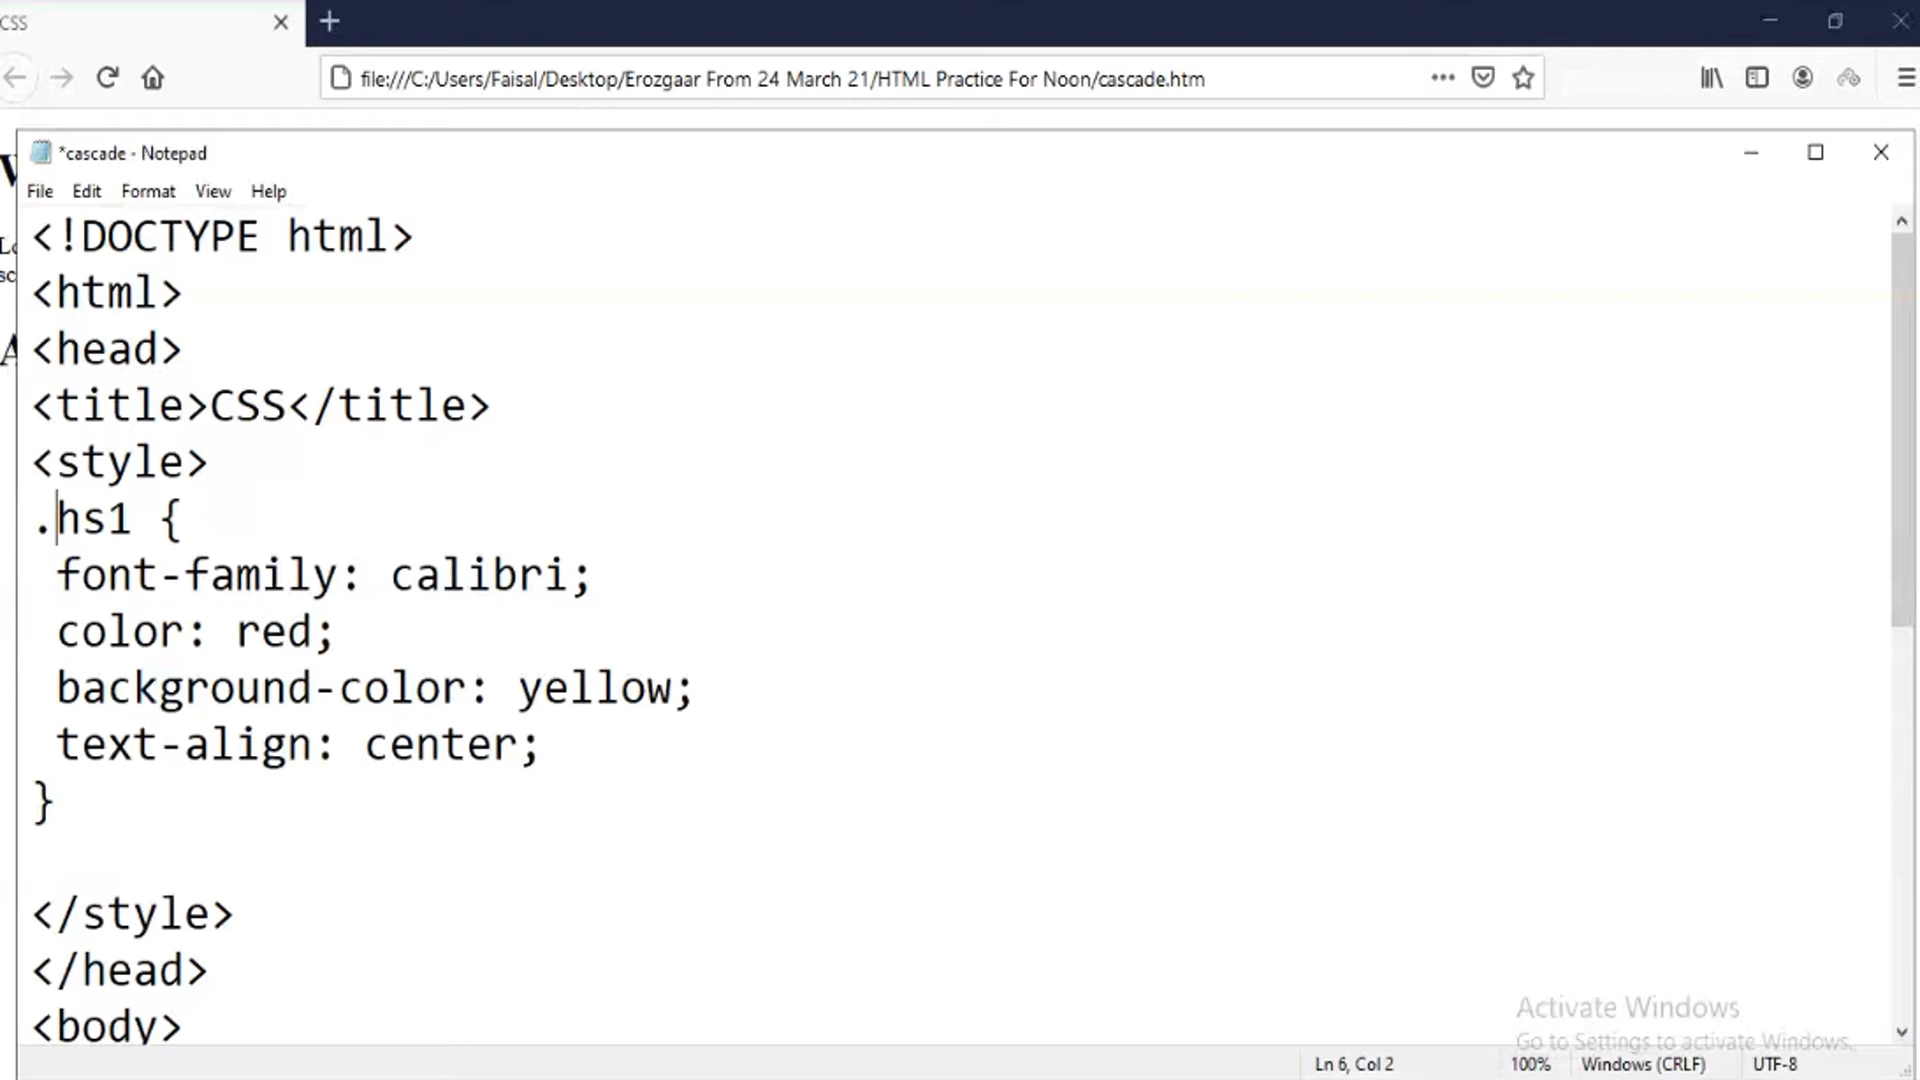 CSS
file:///C:/Users/Faisal/Desktop/Erozgaar From 24 March 21/HTML Practice For Noon/cascade.htm
*cascade - Notepad
File Edit Format View Help
<!DOCTYPE html>
<html>
<head>
<title>CSS</title>
<style>
.hs1 {
font-family: calibri;
color: red;
background-color: yellow;
text-align: center;
}
</style>
</head>
<body>
Activate Windows
Go to Settings to activate Windows.
Ln 6, Col 2 100% Windows (CRLF) UTF-8